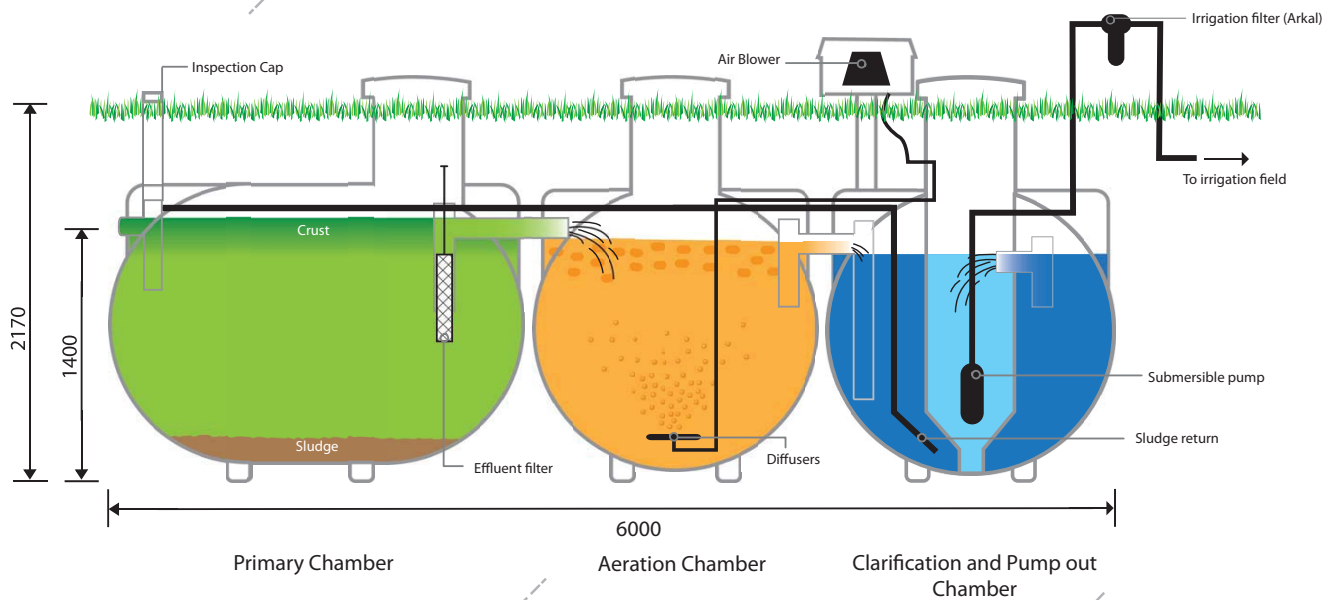 Irrigation filter (Arkal)
Inspection Cap
Air Blower
To irrigation field
Crust
2170
1400
Submersible pump
Sludge
Sludge return
Effluent filter
Diffusers
6000
Primary Chamber
Aeration Chamber
Clarification and Pump out
Chamber